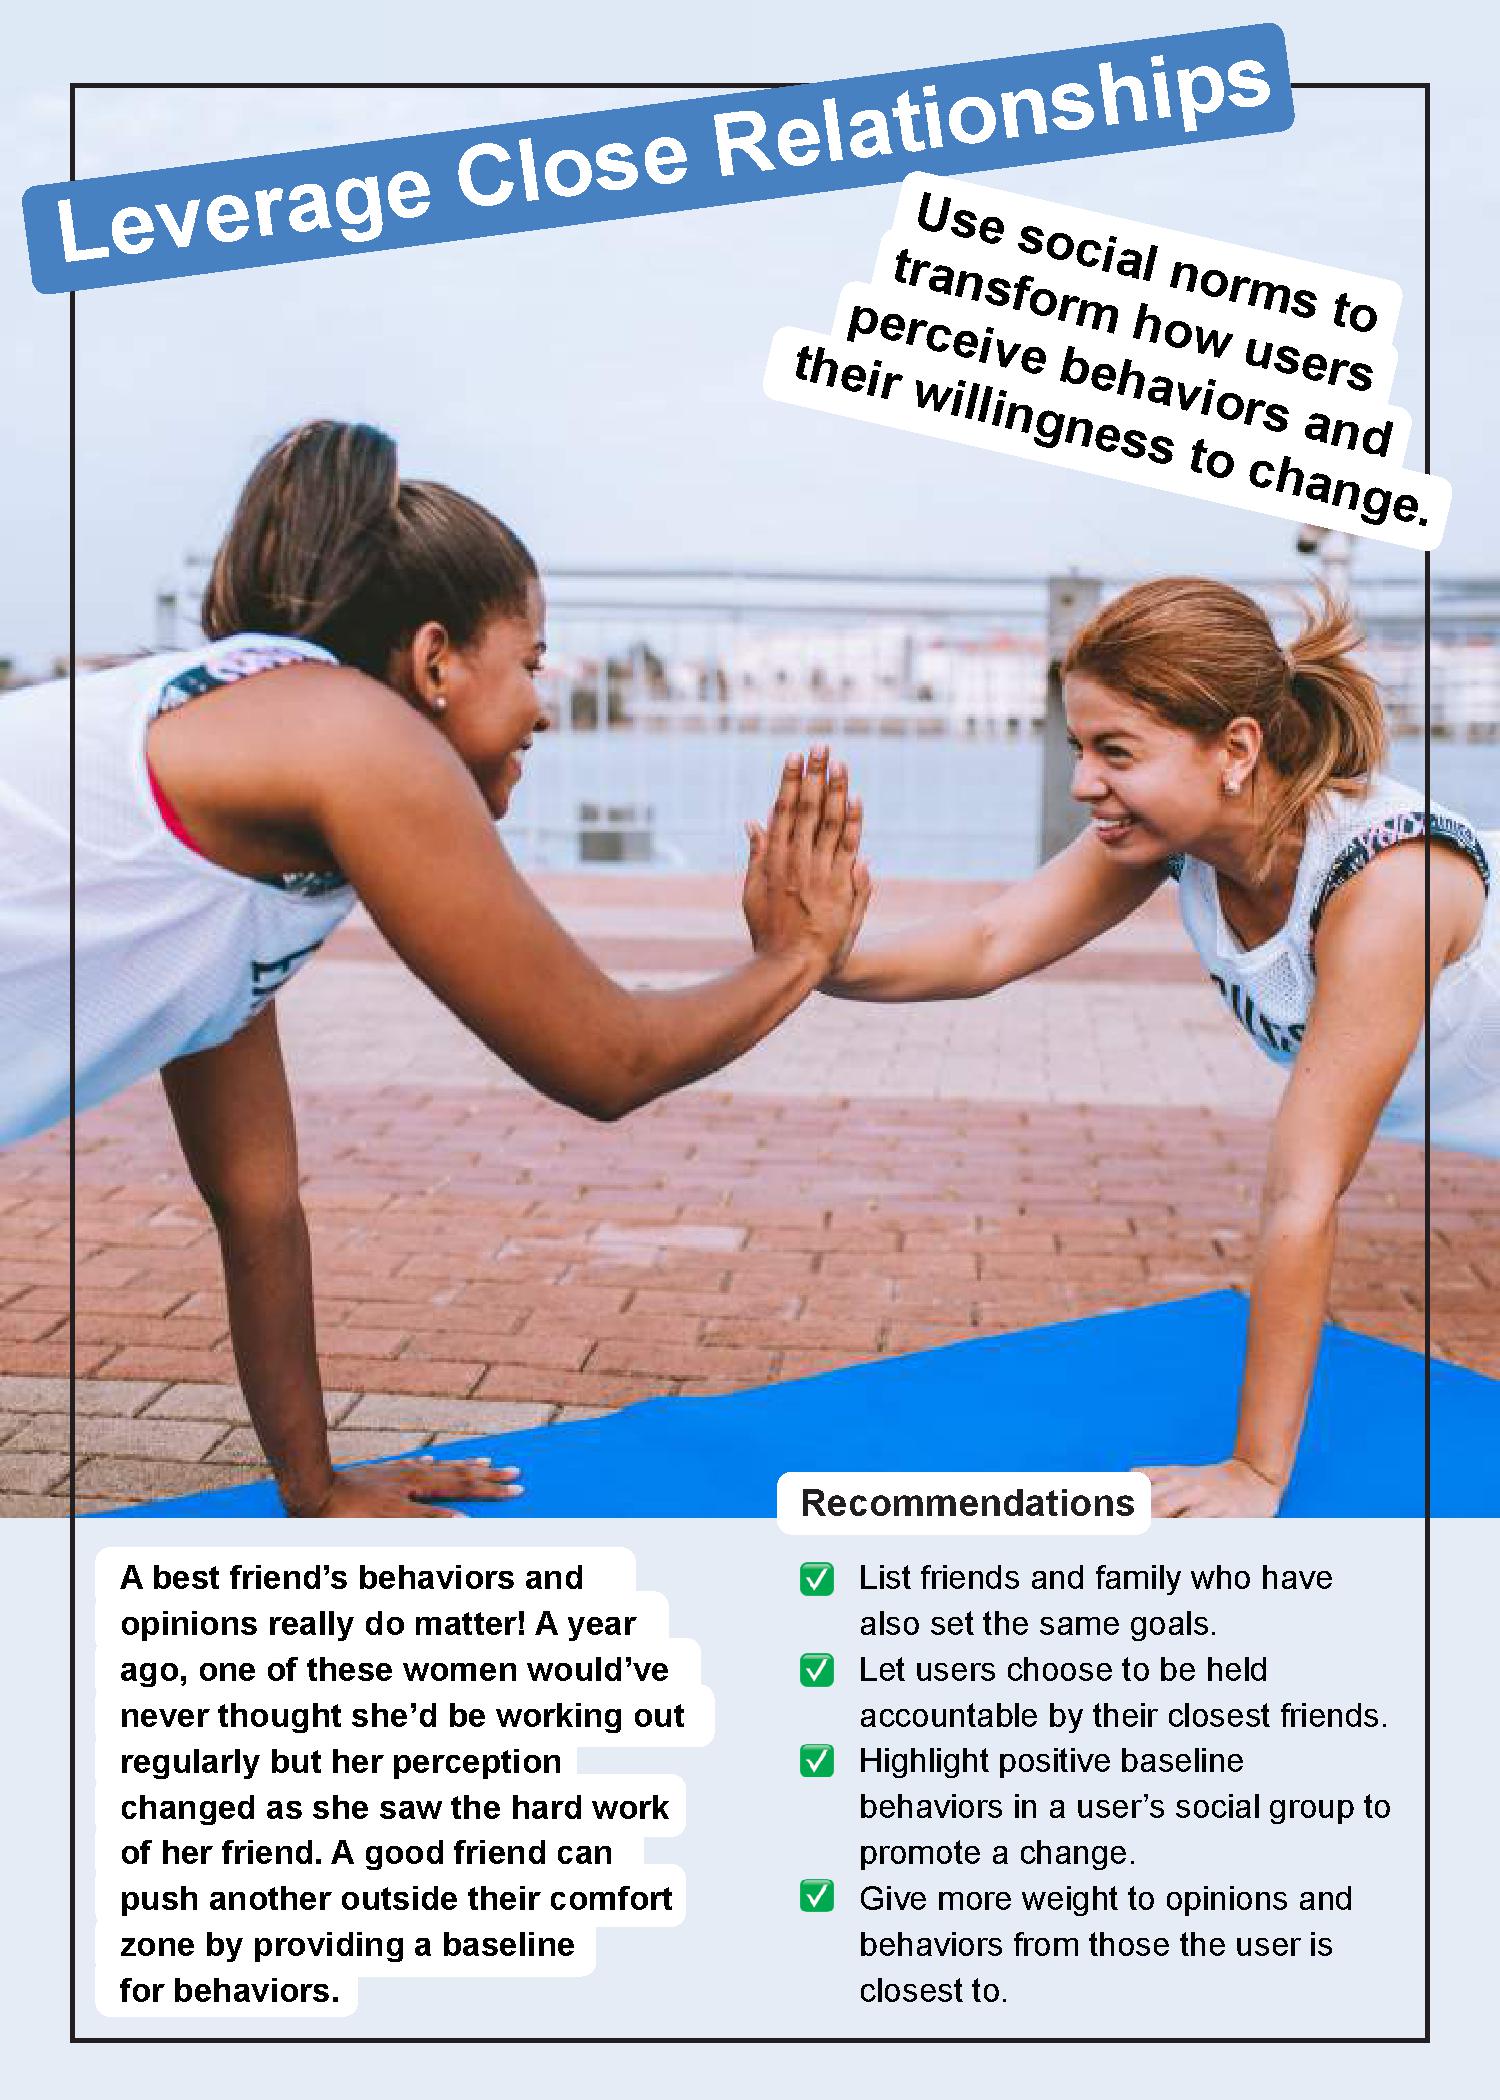 Leverage Close Relationships
Use social norms to
transform how users
perceive behaviors and
their willingness to change.
Recommendations
A best friend’s behaviors and
opinions really do matter! A year
ago, one of these women would’ve
never thought she’d be working out
regularly but her perception
changed as she saw the hard work
of her friend. A good friend can
push another outside their comfort
zone by providing a baseline
for behaviors.
✅ List friends and family who have
also set the same goals.
✅ Let users choose to be held
accountable by their closest friends.
✅ Highlight positive baseline
behaviors in a user’s social group to
promote a change.
✅ Give more weight to opinions and
behaviors from those the user is
closest to.